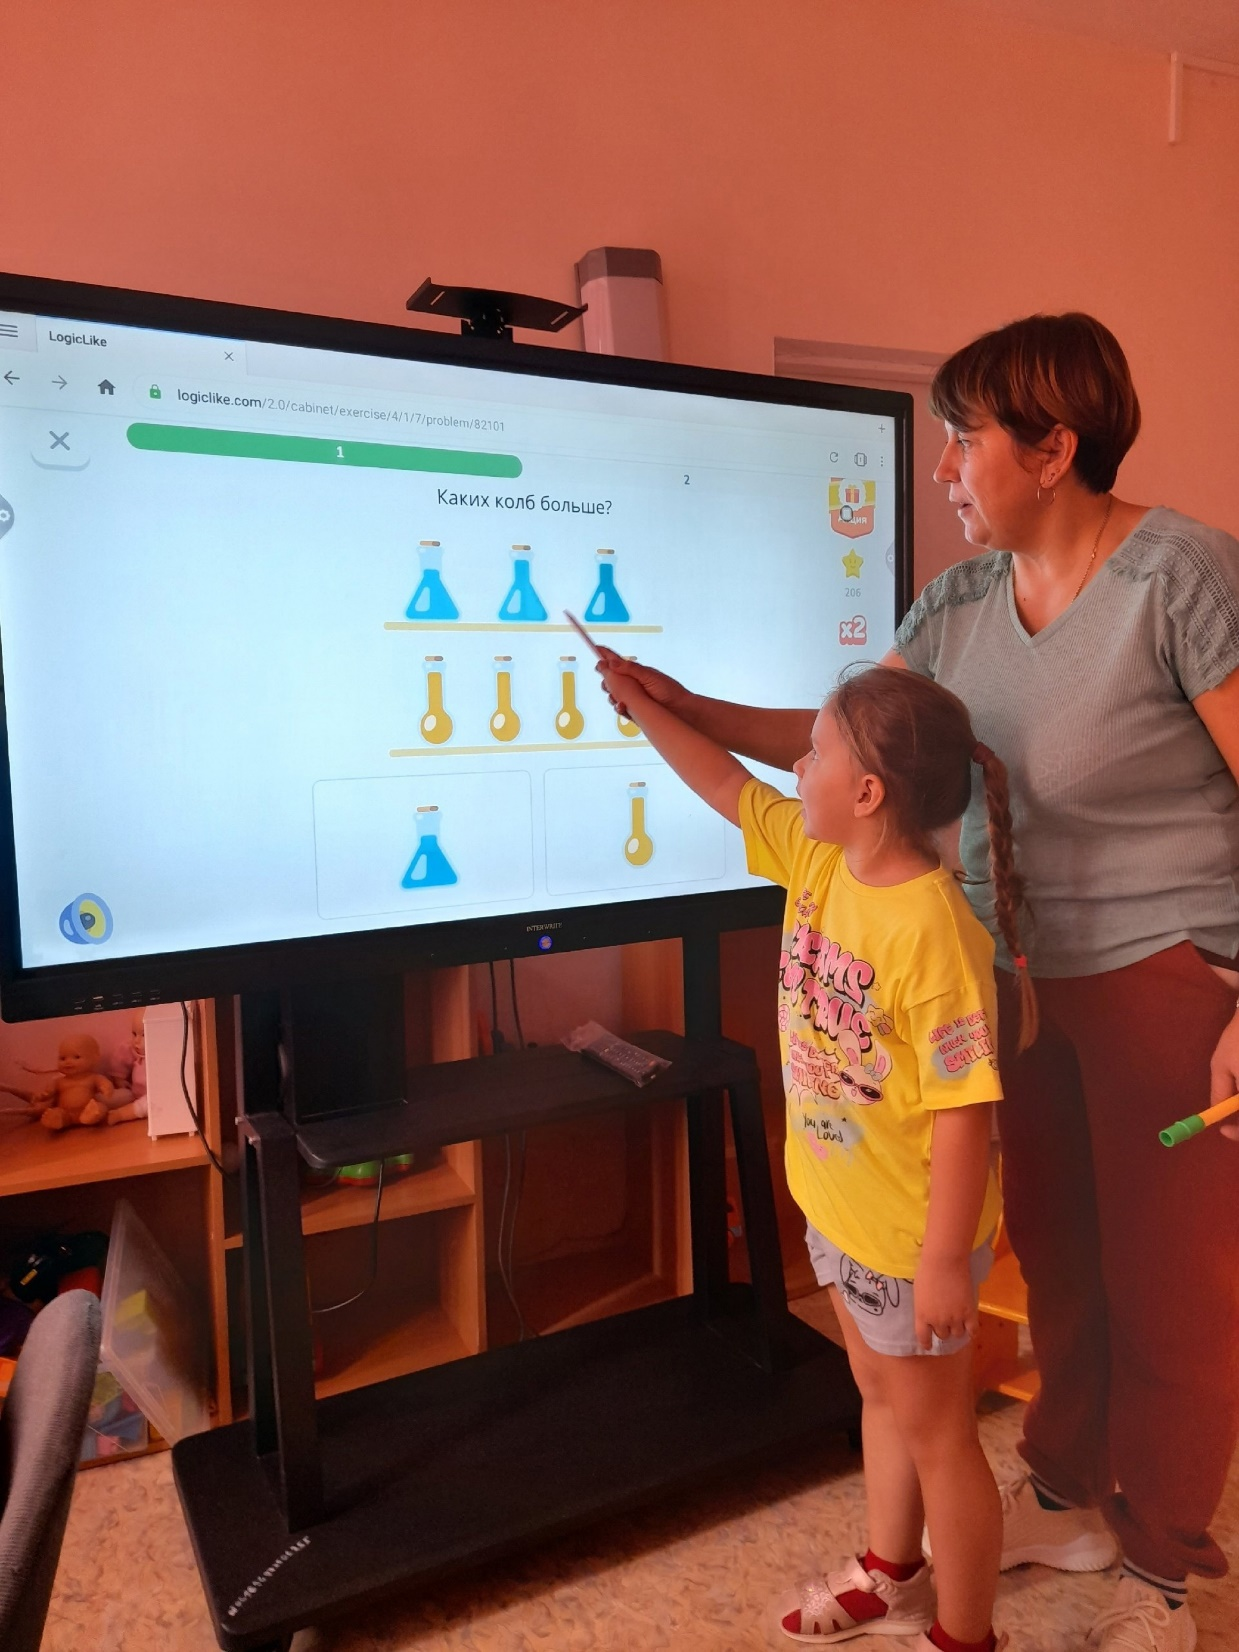 LogicLike
logiclike.com/2.0/cabinet/exercise/4/1/7/problem/82101
1
2
Каких колб больше?
206
x2
INTERWRITE
You are
Loved